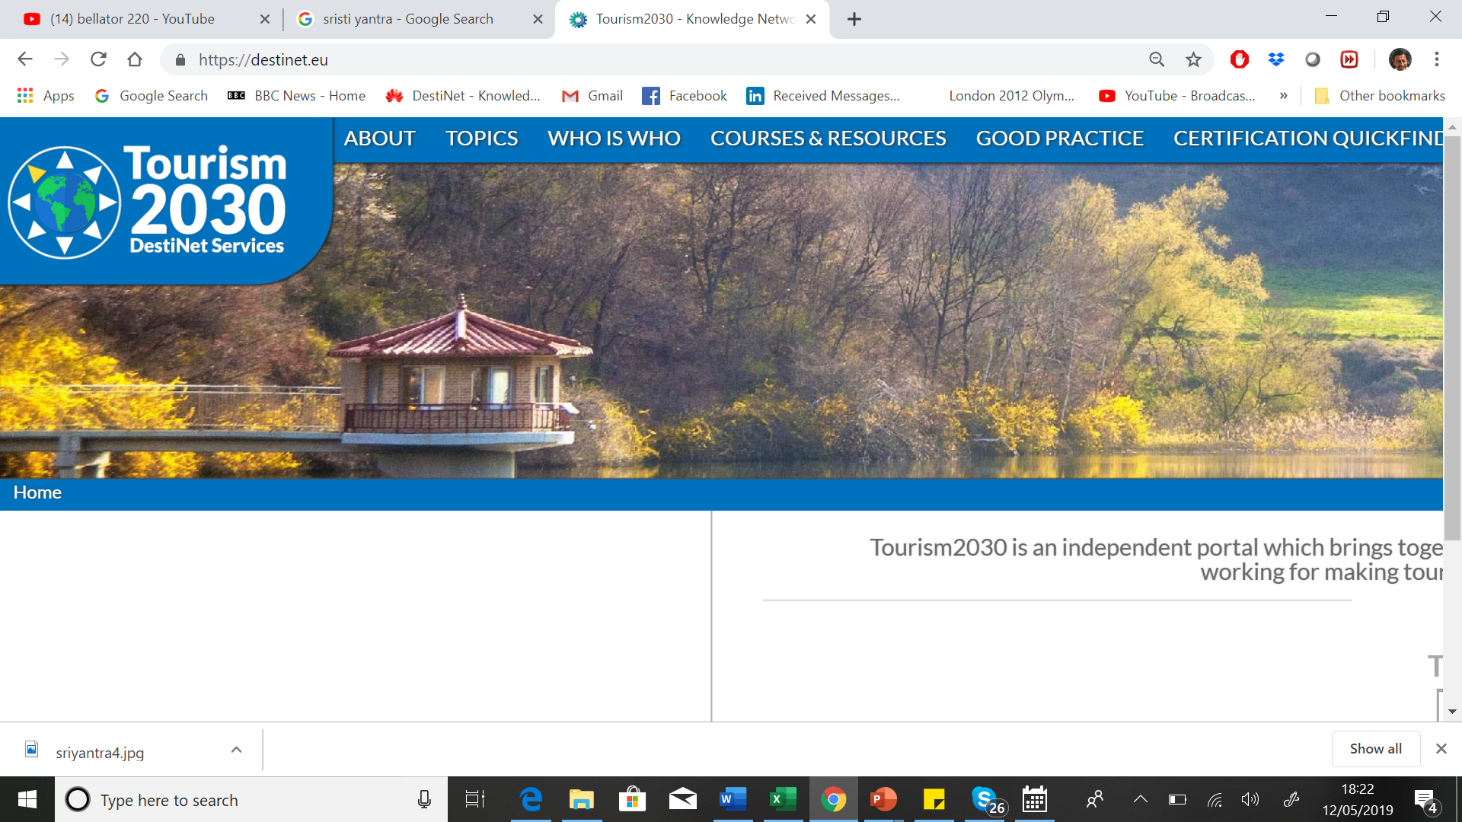 (14) bellator 220 - YouTube
sristi yantra - Google Search
Tourism2030 - Knowledge Netwo
https://destinet.eu
Apps
Google Search
BBC
BBC News - Home
DestiNet - Knowled...
Gmail
Facebook
in
Received Messages...
London 2012 Olym...
YouTube - Broadcas...
»
Other bookmarks
Tourism
2030
DestiNet Services
ABOUT TOPICS WHO IS WHO COURSES & RESOURCES GOOD PRACTICE CERTIFICATION QUICKFIND
Home
Tourism2030 is an independent portal which brings toge
working for making tour
T
sriyantra4.jpg
Show all
Type here to search
26
18:22
12/05/2019
4